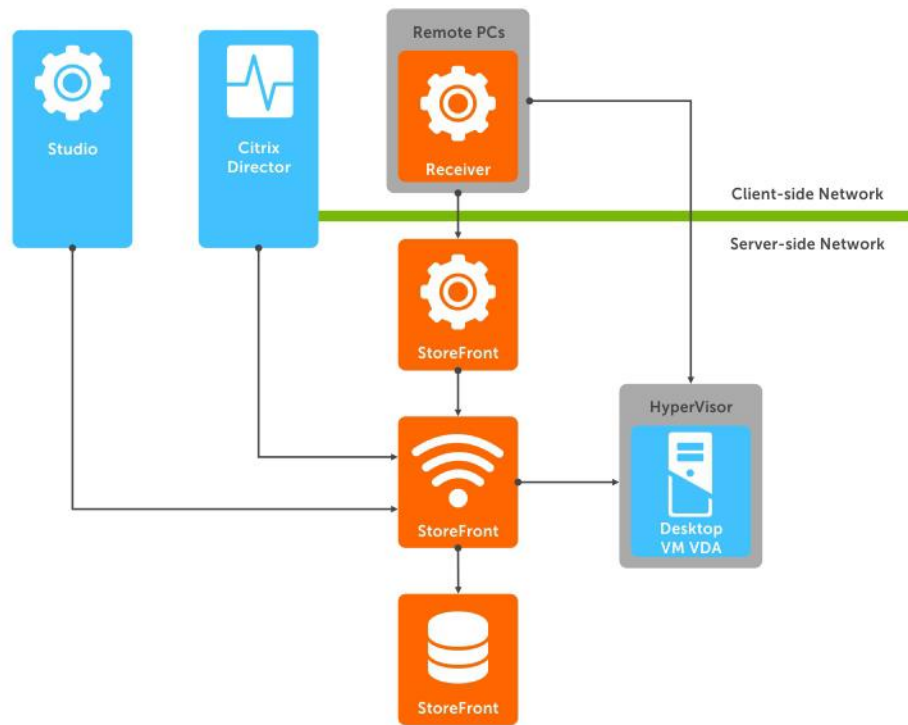 Studio
Citrix
Director
Remote PCs
Receiver
Client-side Network
Server-side Network
StoreFront
HyperVisor
Desktop
VM VDA
StoreFront
StoreFront